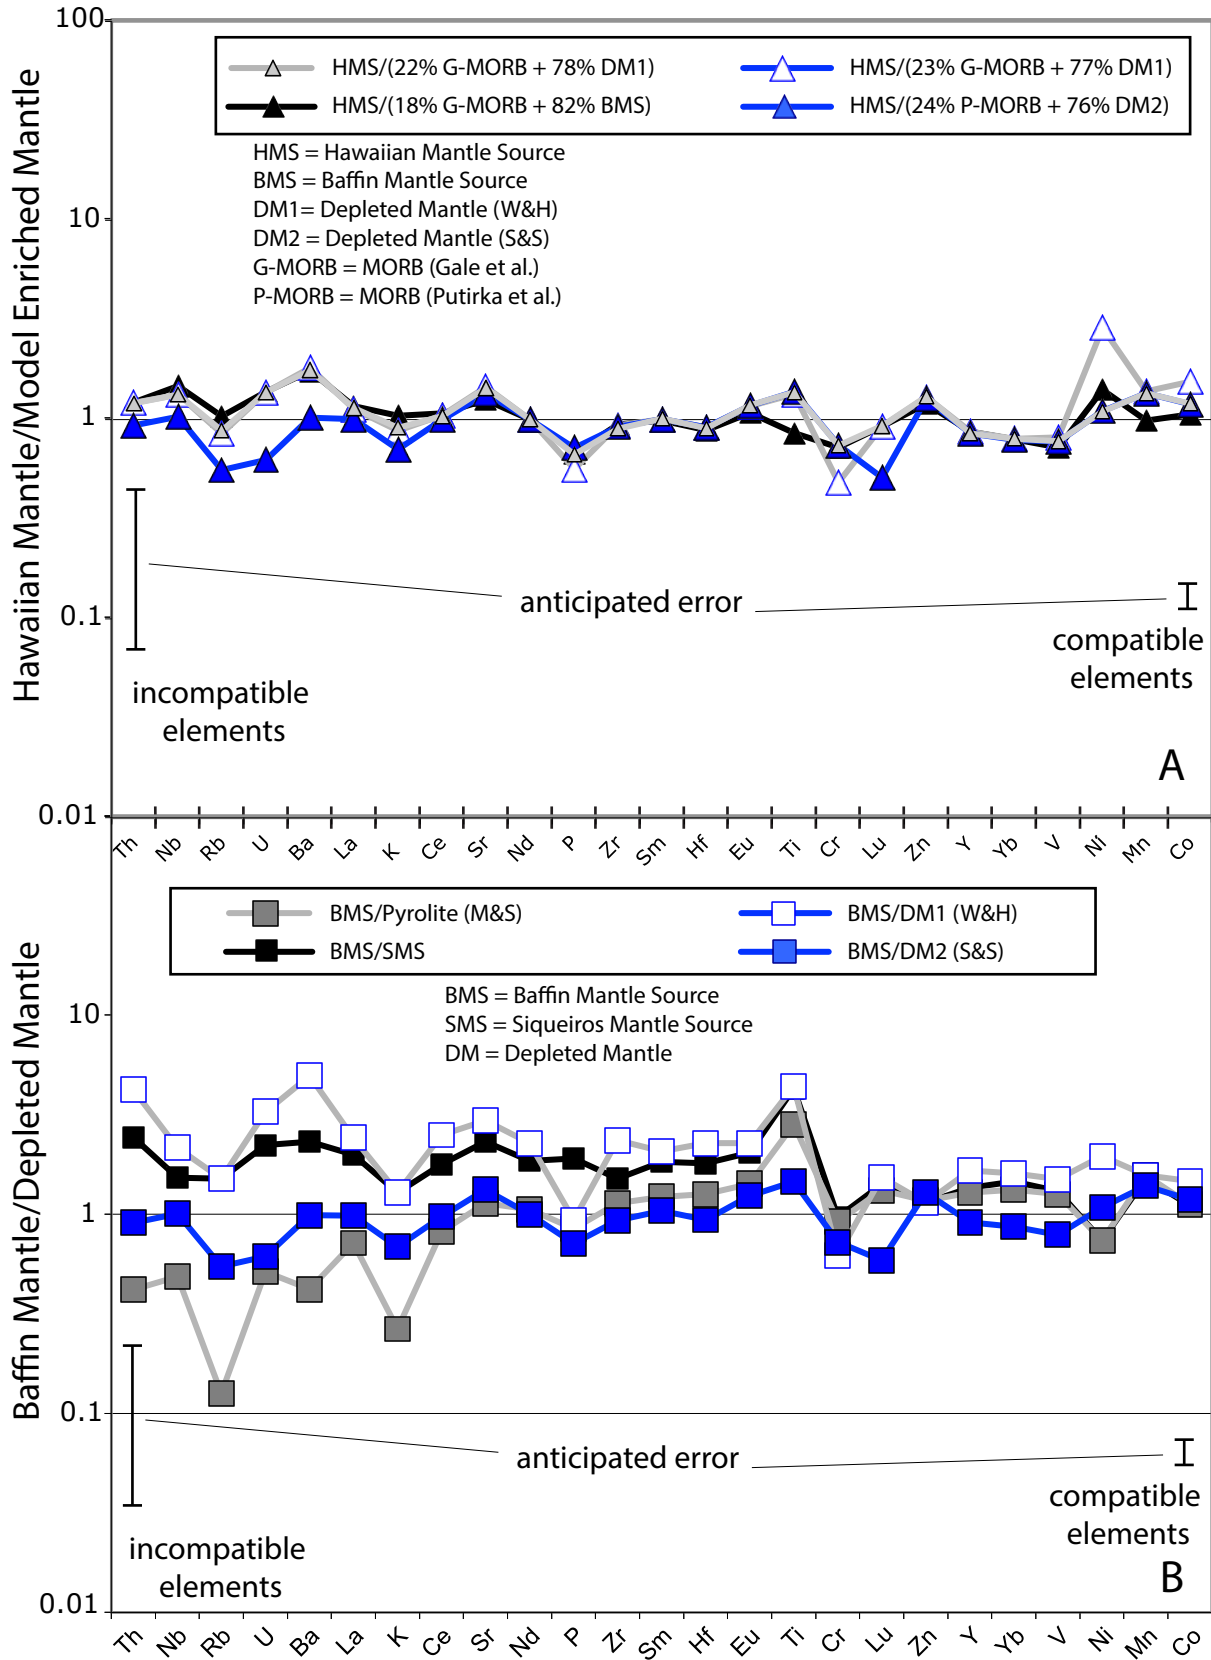 100
HMS/(22% G-MORB + 78% DM1)
HMS/(23% G-MORB + 77% DM1)
HMS/(18% G-MORB + 82% BMS)
HMS/(24% P-MORB + 76% DM2)
HMS = Hawaiian Mantle Source
BMS = Baffin Mantle Source
DM1= Depleted Mantle (W&H)
DM2 = Depleted Mantle (S&S)
G-MORB = MORB (Gale et al.)
P-MORB = MORB (Putirka et al.)
Hawaiian Mantle/Model Enriched Mantle
10
1
0.1
0.01
anticipated error
incompatible
elements
compatible
elements
A
Th Nb Rb U Ba La K Ce Sr Nd P Zr Sm Hf Eu Ti Cr Lu Zn Y Yb V Ni Mn Co
BMS/Pyrolite (M&S)
BMS/DM1 (W&H)
BMS/SMS
BMS/DM2 (S&S)
BMS = Baffin Mantle Source
SMS = Siqueiros Mantle Source
DM = Depleted Mantle
Baffin Mantle/Depleted Mantle
10
1
0.1
0.01
anticipated error
incompatible
elements
compatible
elements
B
Th Nb Rb U Ba La K Ce Sr Nd P Zr Sm Hf Eu Ti Cr Lu Zn Y Yb V Ni Mn Co